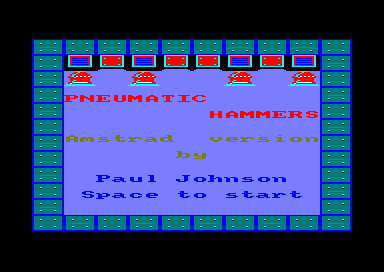 PNEUMATIC
HAMMERS
Amstrad version
by
Paul Johnson
Space to start